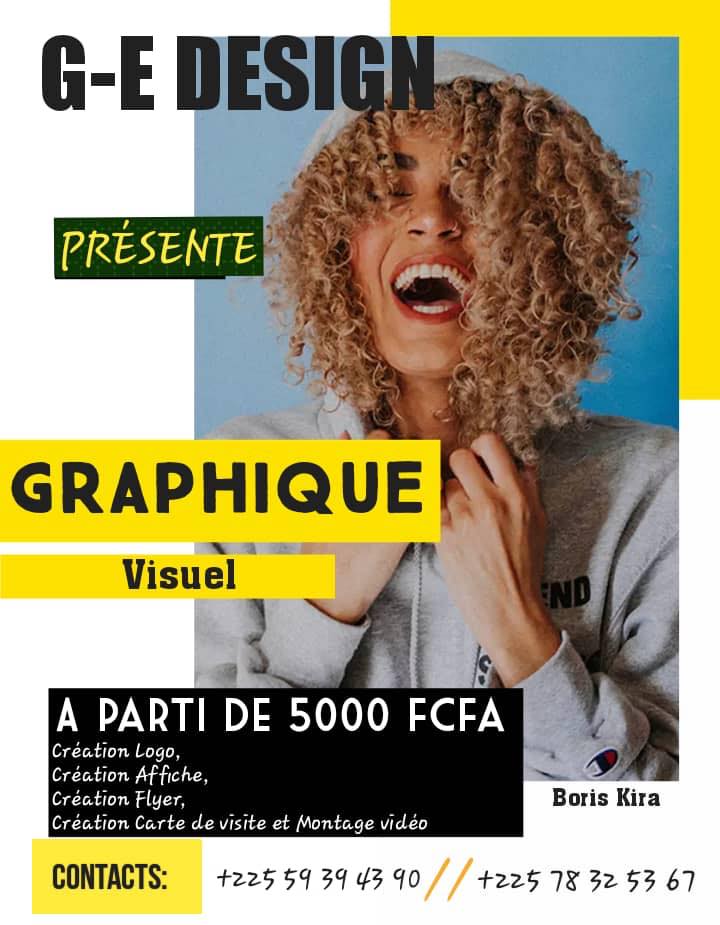 G-E DESIGN
PRÉSENTE
GRAPHIQUE
Visuel
END
A PARTI DE 5000 FCFA
Création Logo,
Création Affiche,
Création Flyer,
Création Carte de visite et Montage vidéo
Boris Kira
CONTACTS: +225 59 39 43 90 // +225 78 32 53 67